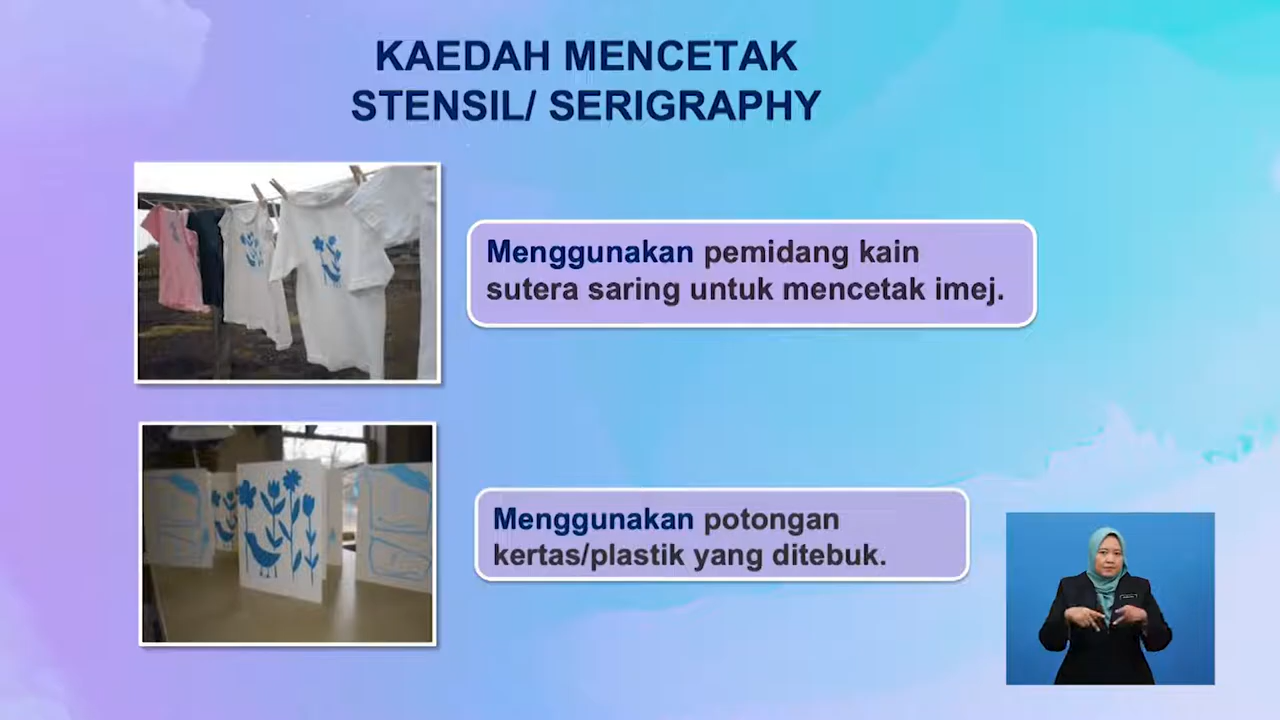 KAEDAH MENCETAK
STENSIL/ SERIGRAPHY
Menggunakan pemidang kain
sutera saring untuk mencetak imej.
Menggunakan potongan
kertas/plastik yang ditebuk.